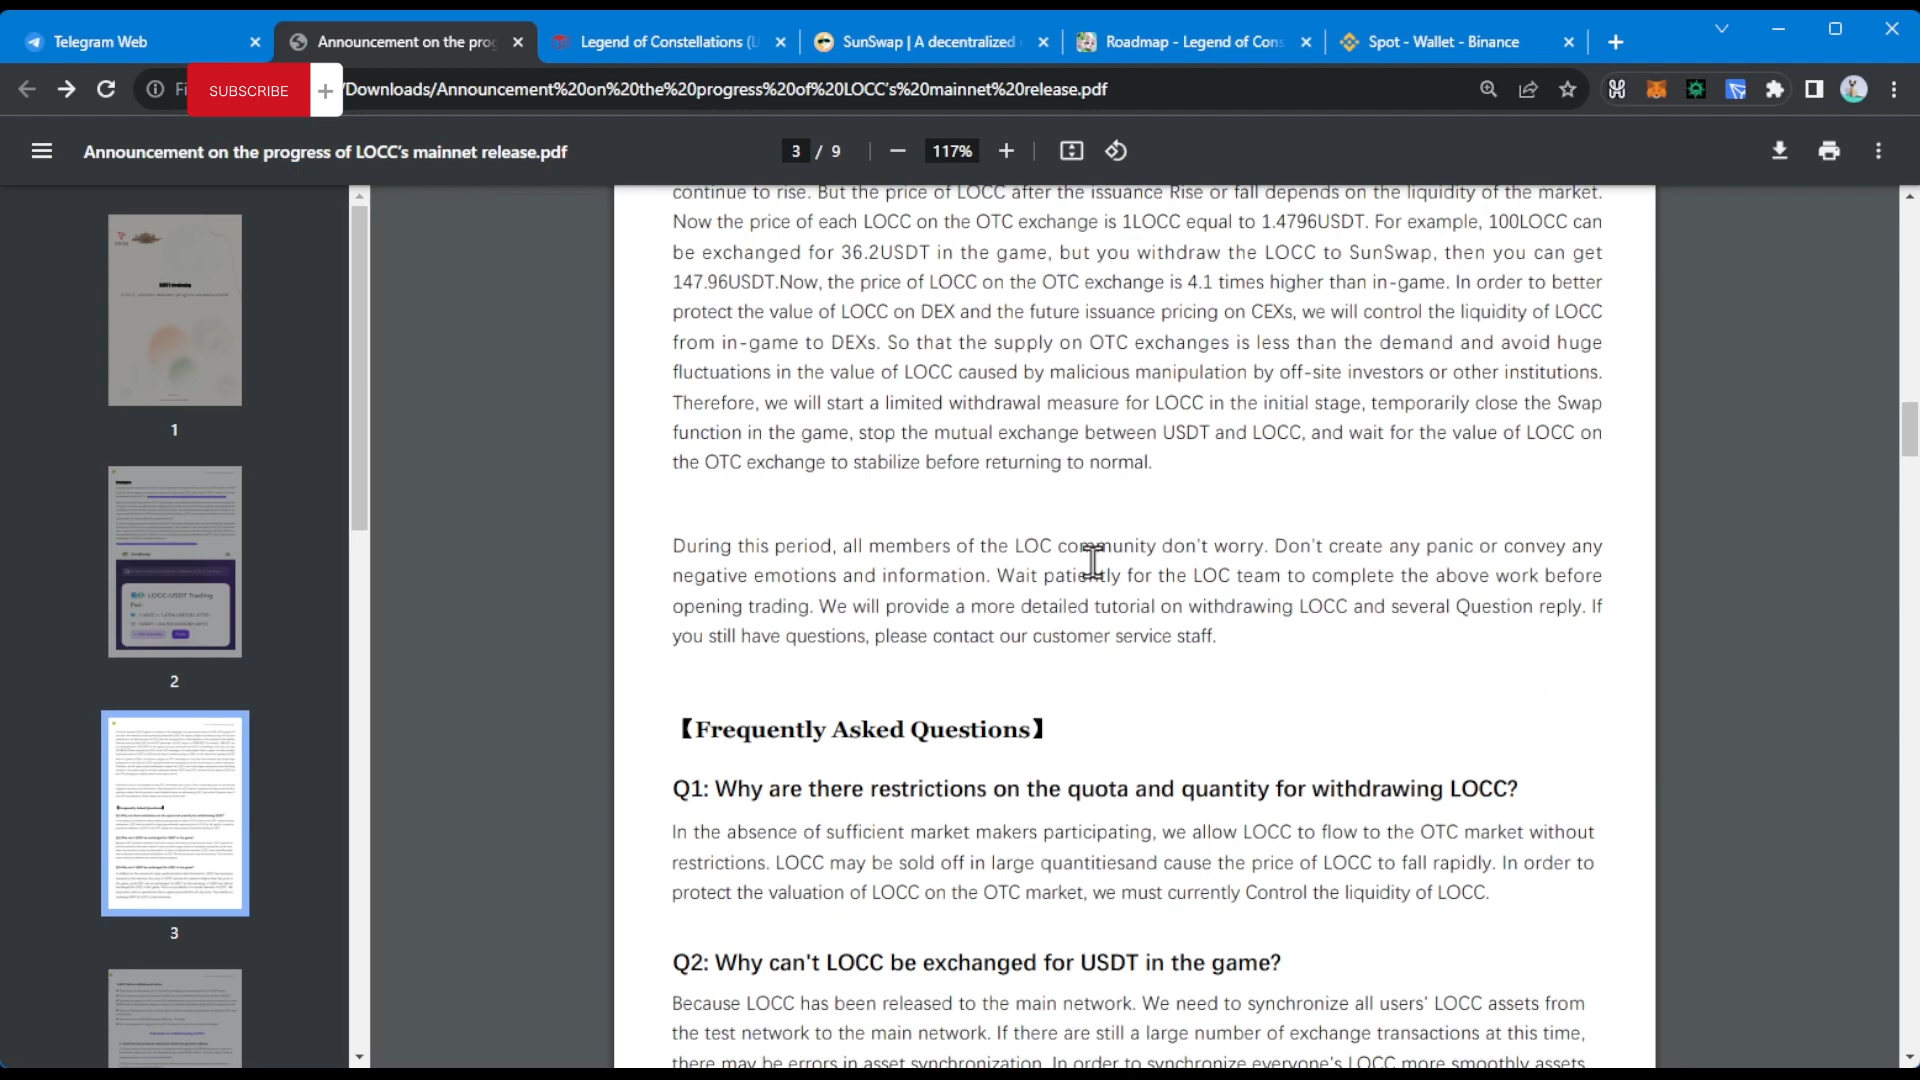 Telegram Web
Announcement on the prog
Legend of Constellations (L
SunSwap | A decentralized
Roadmap - Legend of Cons
Spot - Wallet - Binance
Fi
SUBSCRIBE
/Downloads/Announcement%20on%20the%20progress%20of%20LOCC's%20mainnet%20release.pdf
Announcement on the progress of LOCC's mainnet release.pdf
3 / 9
117%
continue to rise. But the price of LOCC after the issuance Rise or fall depends on the liquidity of the market.
Now the price of each LOCC on the OTC exchange is 1LOCC equal to 1.4796USDT. For example, 100LOCC can
be exchanged for 36.2USDT in the game, but you withdraw the LOCC to SunSwap, then you can get
147.96USDT.Now, the price of LOCC on the OTC exchange is 4.1 times higher than in-game. In order to better
protect the value of LOCC on DEX and the future issuance pricing on CEXs, we will control the liquidity of LOCC
from in-game to DEXs. So that the supply on OTC exchanges is less than the demand and avoid huge
fluctuations in the value of LOCC caused by malicious manipulation by off-site investors or other institutions.
Therefore, we will start a limited withdrawal measure for LOCC in the initial stage, temporarily close the Swap
function in the game, stop the mutual exchange between USDT and LOCC, and wait for the value of LOCC on
the OTC exchange to stabilize before returning to normal.
During this period, all members of the LOC community don't worry. Don't create any panic or convey any
negative emotions and information. Wait patiently for the LOC team to complete the above work before
opening trading. We will provide a more detailed tutorial on withdrawing LOCC and several Question reply. If
you still have questions, please contact our customer service staff.
【Frequently Asked Questions】
Q1: Why are there restrictions on the quota and quantity for withdrawing LOCC?
In the absence of sufficient market makers participating, we allow LOCC to flow to the OTC market without
restrictions. LOCC may be sold off in large quantitiesand cause the price of LOCC to fall rapidly. In order to
protect the valuation of LOCC on the OTC market, we must currently Control the liquidity of LOCC.
Q2: Why can't LOCC be exchanged for USDT in the game?
Because LOCC has been released to the main network. We need to synchronize all users' LOCC assets from
the test network to the main network. If there are still a large number of exchange transactions at this time,
there may be errors in asset synchronization. In order to synchronize everyone's LOCC more smoothly assets
1
LOCC-USDT Trading
Pair
2
3